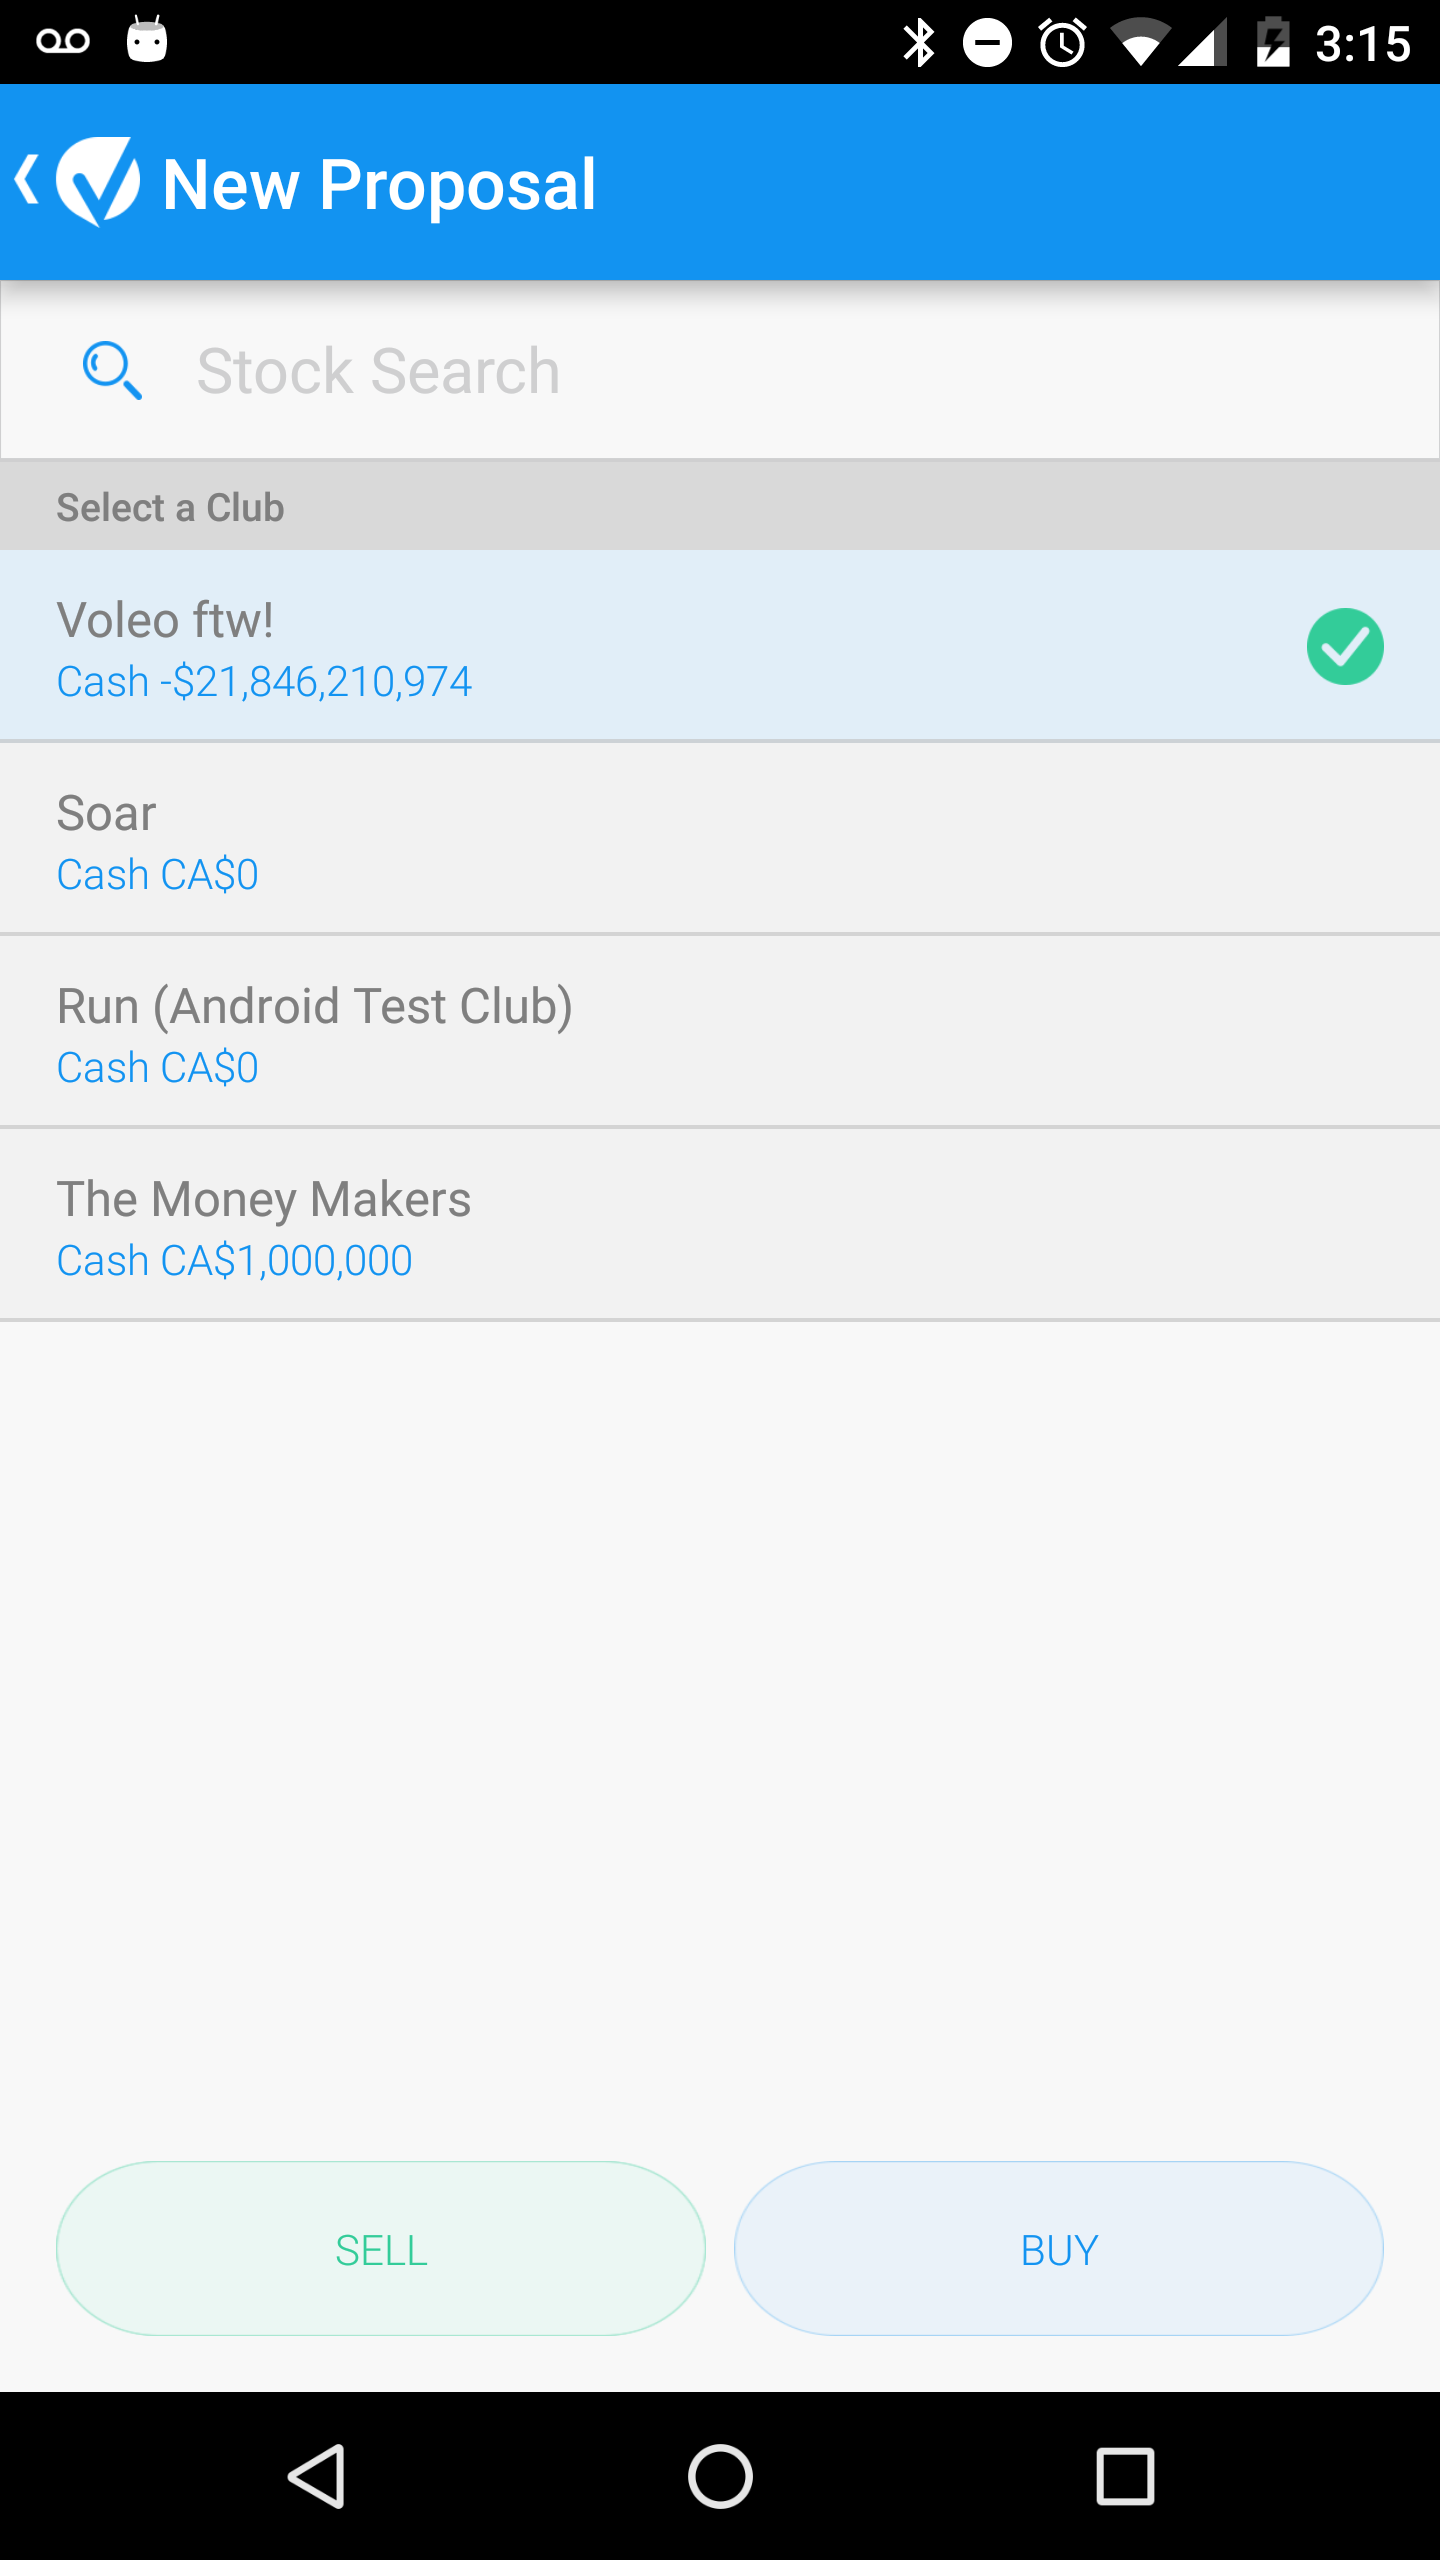 3:15
New Proposal
Stock Search
Select a Club
Voleo ftw!
Cash -$21,846,210,974
Soar
Cash CA$0
Run (Android Test Club)
Cash CA$0
The Money Makers
Cash CA$1,000,000
SELL BUY